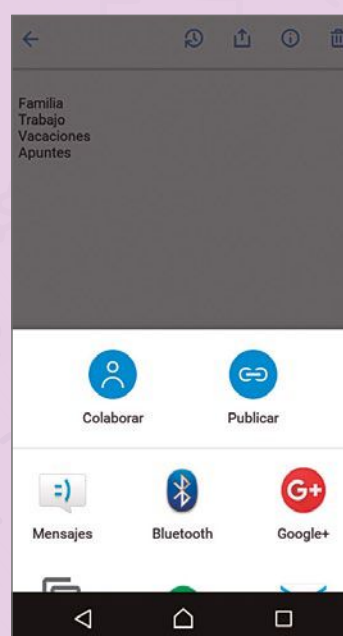 Familia
Trabajo
Vacaciones
Apuntes
Colaborar Publicar
=)
G+
Mensajes Bluetooth Google+